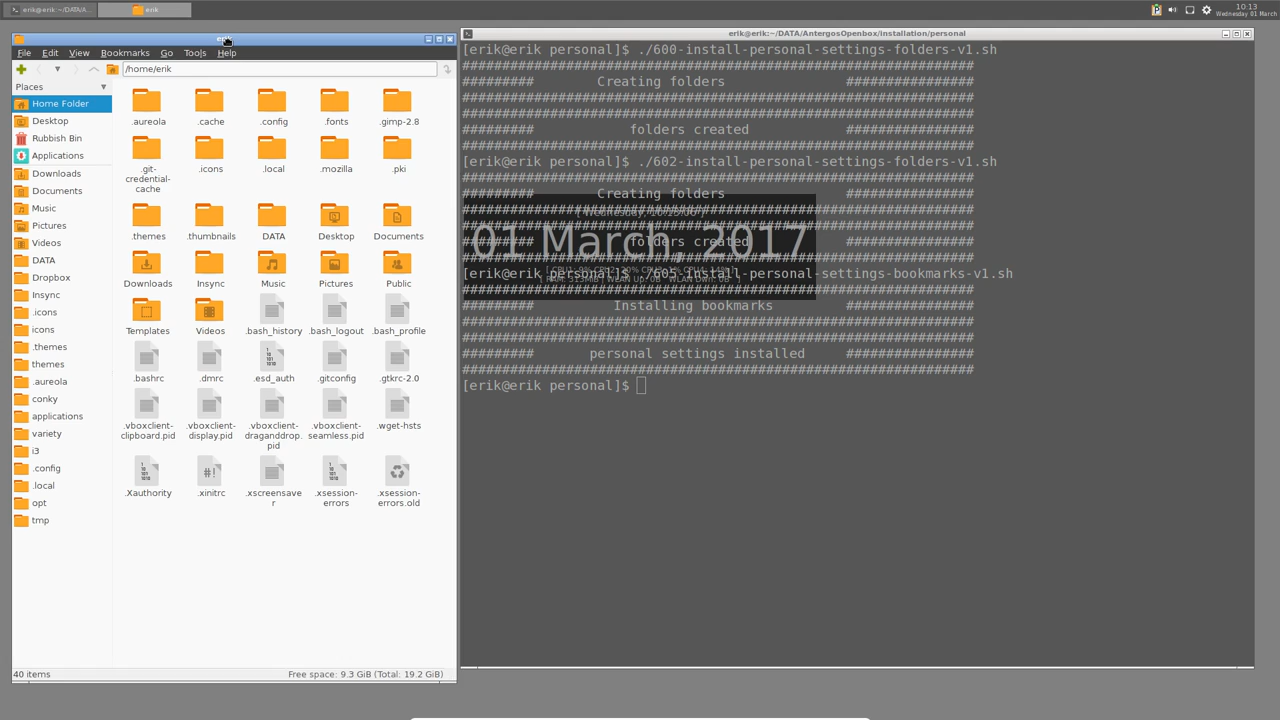 erik@erik:~/DATA/A...
erik
10:13
Wednesday 01 March
erik
File Edit View Bookmarks Go Tools Help
/home/erik
Places
Home Folder
Desktop
Rubbish Bin
Applications
Downloads
Documents
Music
Pictures
Videos
DATA
Dropbox
Insync
.icons
icons
.themes
themes
.aureola
conky
applications
variety
i3
.config
.local
opt
tmp
.aureola .cache .config .fonts .gimp-2.8
.git-credential-cache .icons .local .mozilla .pki
.themes .thumbnails DATA Desktop Documents
Downloads Insync Music Pictures Public
Templates Videos .bash_history .bash_logout .bash_profile
.bashrc .dmrc .esd_auth .gitconfig .gtkrc-2.0
.vboxclient-clipboard.pid .vboxclient-display.pid .vboxclient-draganddrop.pid .vboxclient-seamless.pid .wget-hsts
.Xauthority .xinitrc .xscreensaver .xsession-errors .xsession-errors.old
40 items
Free space: 9.3 GiB (Total: 19.2 GiB)
erik@erik:~/DATA/AntergosOpenbox/installation/personal
[erik@erik personal]$ ./600-install-personal-settings-folders-v1.sh
################################################################
#########        Creating folders               ################
################################################################
################################################################
#########            folders created            ################
################################################################
[erik@erik personal]$ ./602-install-personal-settings-folders-v1.sh
################################################################
#########        Creating folders               ################
################################################################
################################################################
#########            folders created            ################
################################################################
[erik@erik personal]$ ./603-install-personal-settings-bookmarks-v1.sh
################################################################
#########          Installing bookmarks         ################
################################################################
################################################################
#########       personal settings installed     ################
################################################################
[erik@erik personal]$
01 March, 2017